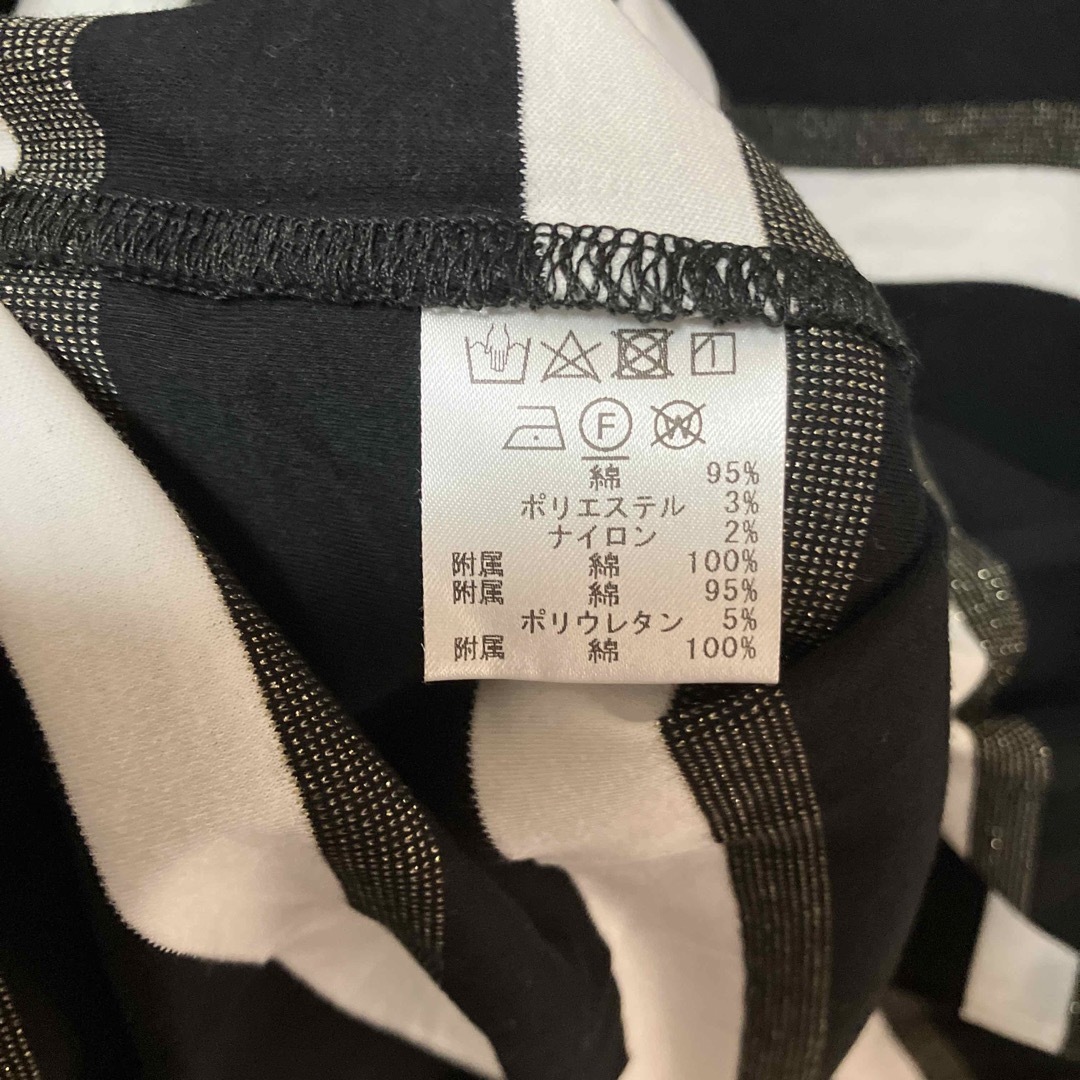 F W
綿 95%
ポリエステル 3%
ナイロン 2%
附属 綿 100%
附属 綿 95%
ポリウレタン 5%
附属 綿 100%